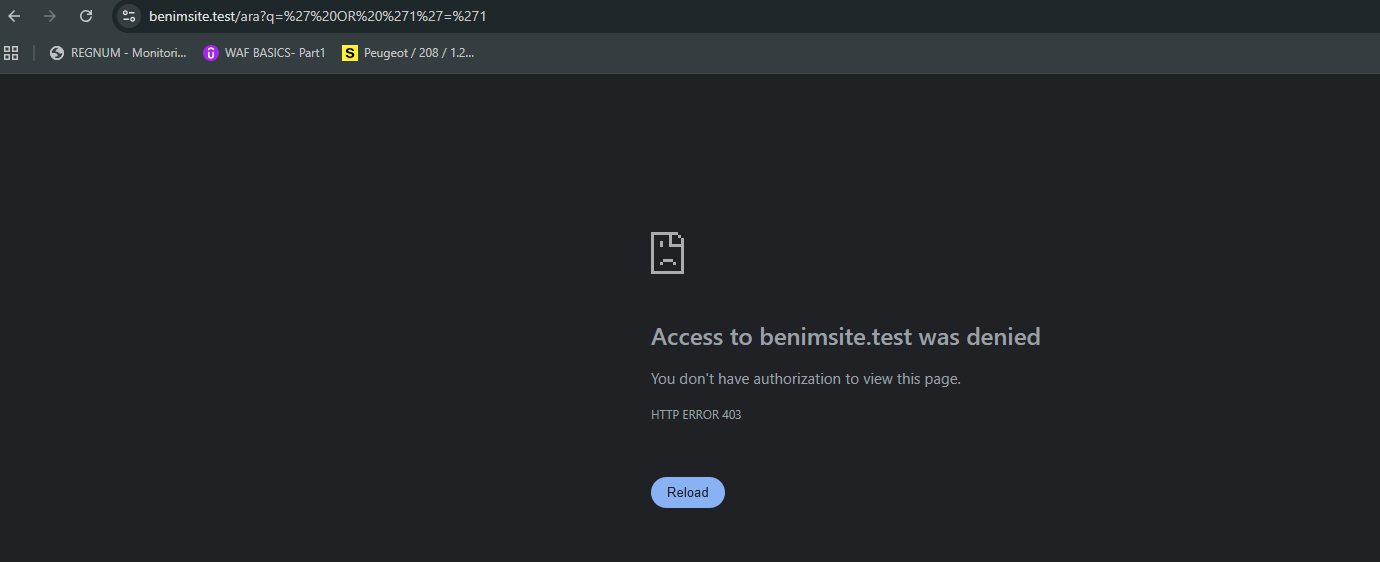 benimsite.test/ara?q=%27%20OR%20%271%27=%271
REGNUM - Monitori... WAF BASICS- Part1 S Peugeot / 208 / 1.2...
Access to benimsite.test was denied
You don't have authorization to view this page.
HTTP ERROR 403
Reload